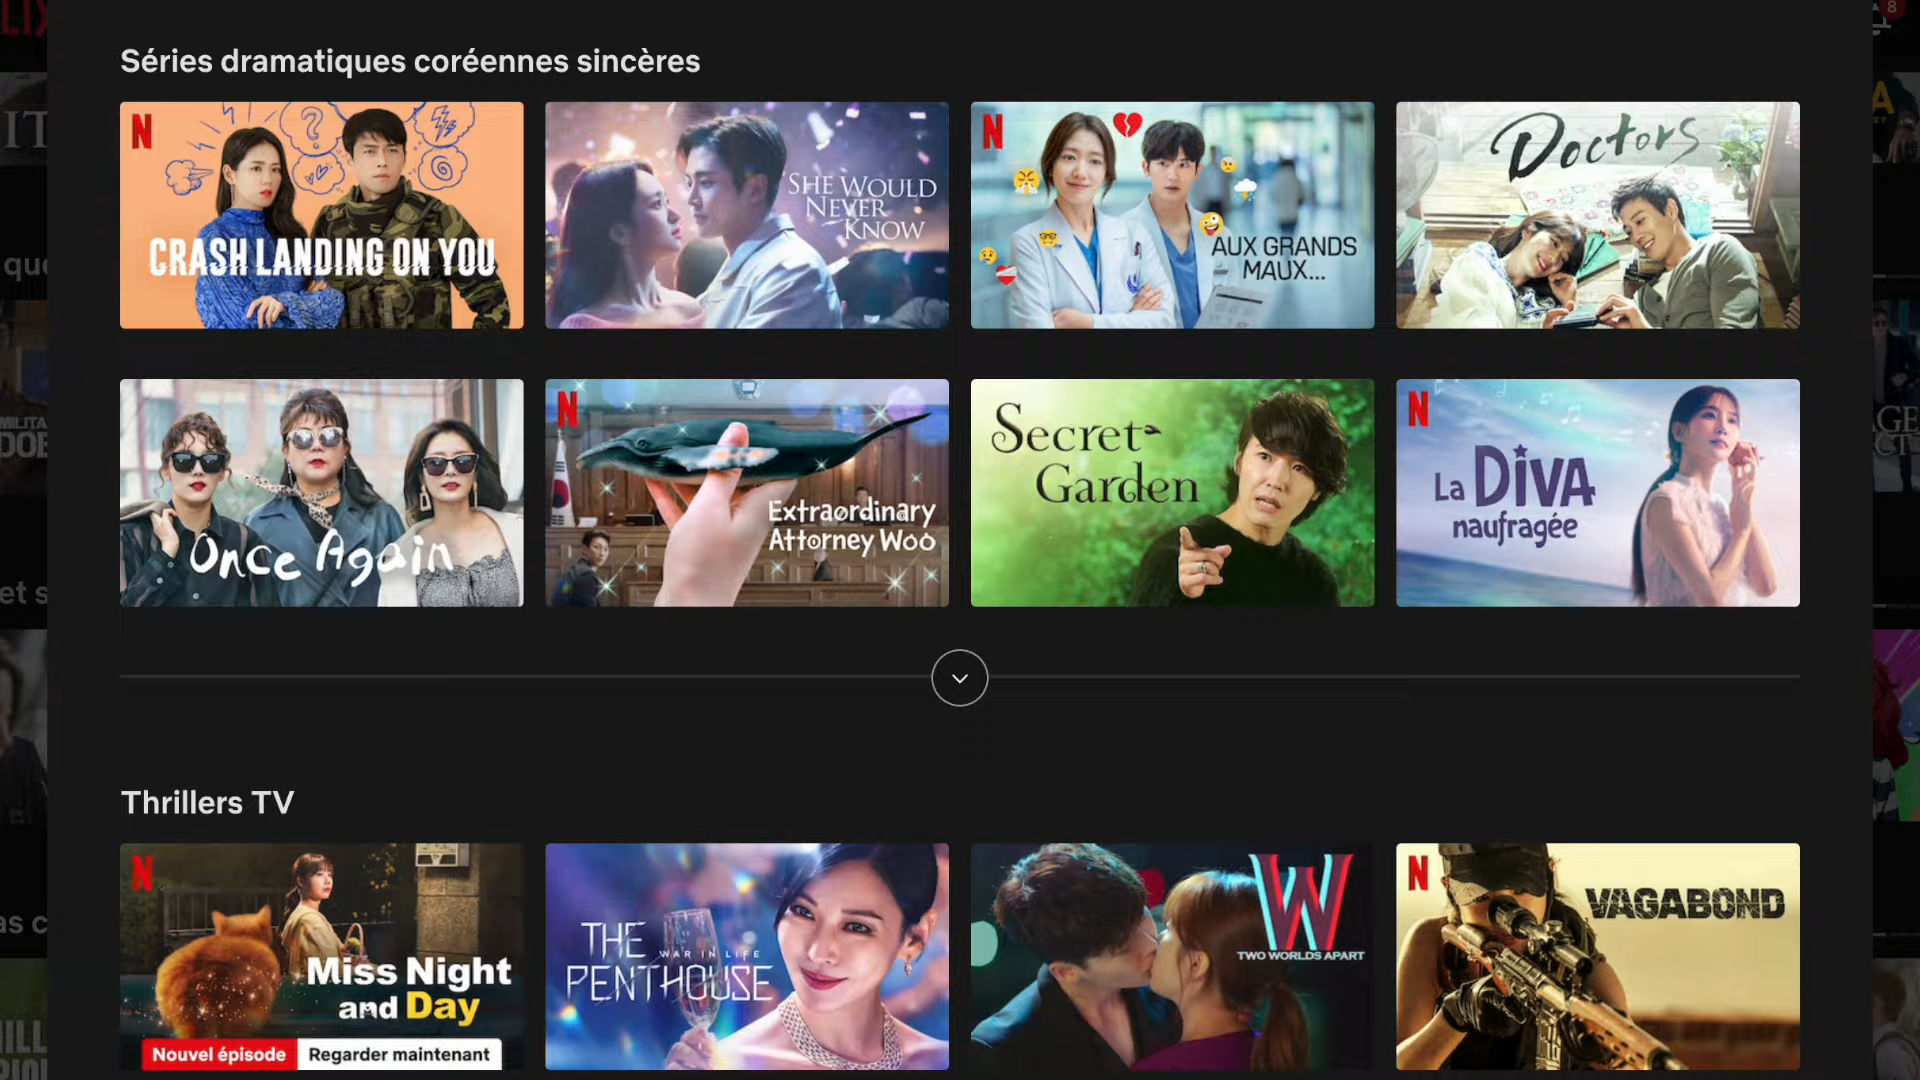 8
Séries dramatiques coréennes sincères
CRASH LANDING ON YOU
SHE WOULD
NEVER
KNOW
AUX GRANDS
MAUX...
Doctors
Once Again
Extraordinary
Attorney Woo
Secret
Garden
La DIVA
naufragée
Thrillers TV
Miss Night
and Day
Nouvel épisode
Regarder maintenant
THE
WAR IN LIFE
PENTHOUSE
W
TWO WORLDS APART
VAGABOND